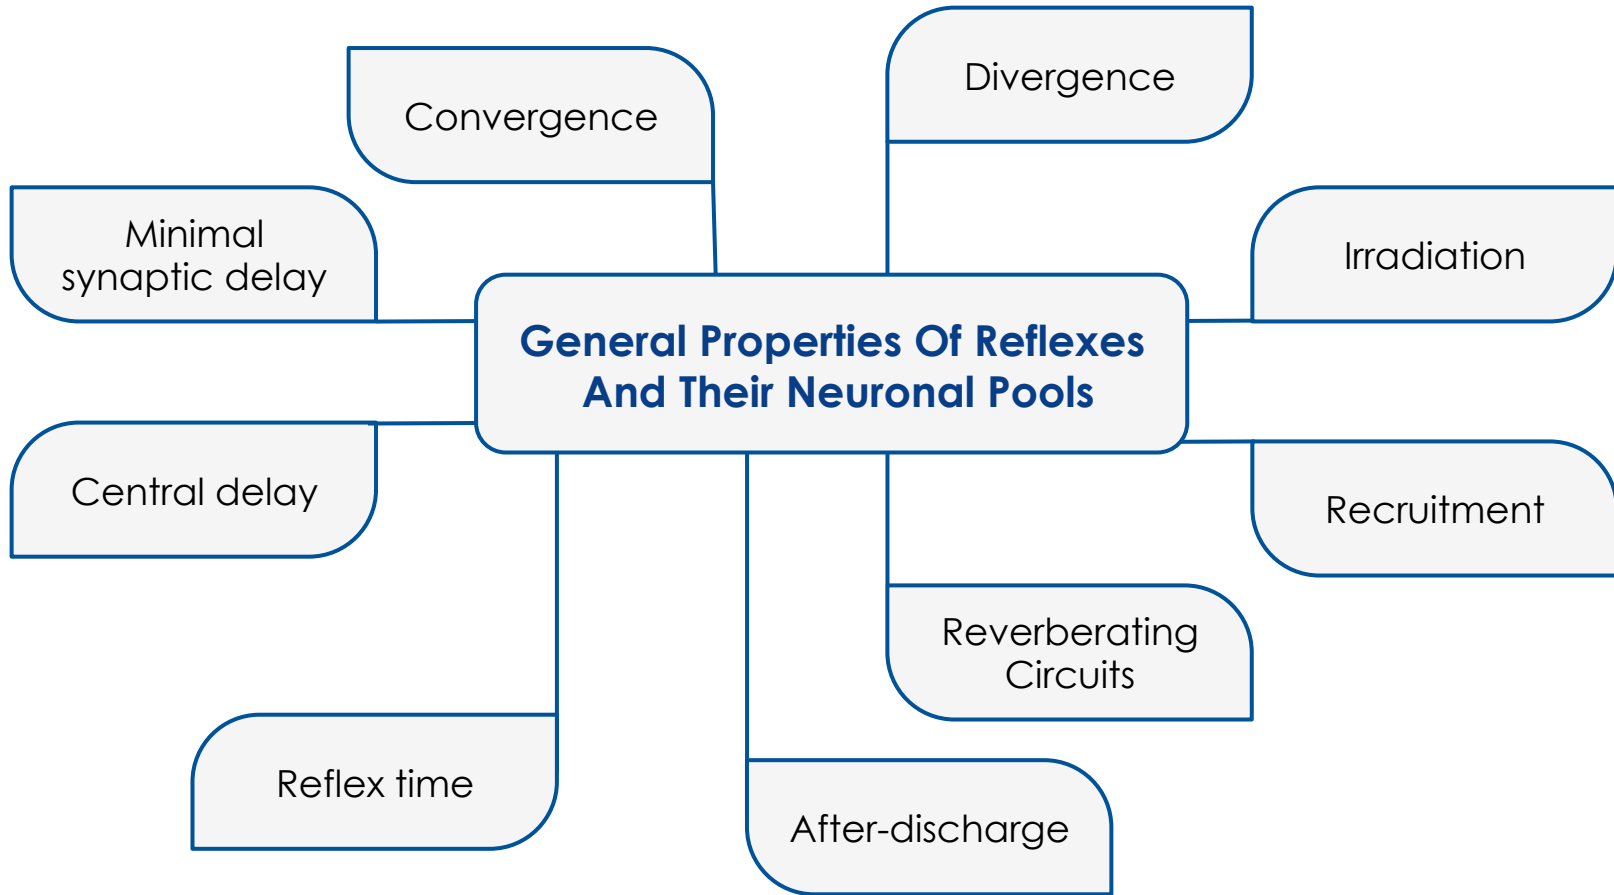 Divergence
Convergence
Minimal
synaptic delay
Irradiation
General Properties Of Reflexes
And Their Neuronal Pools
Central delay
Recruitment
Reverberating
Circuits
Reflex time
After-discharge